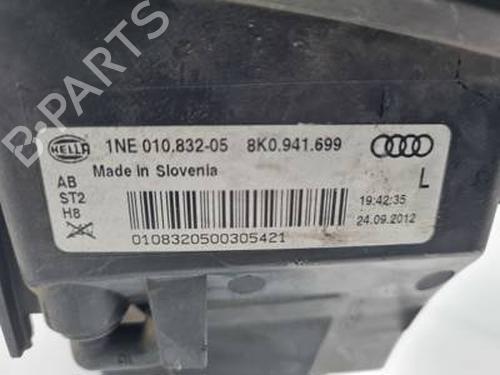 HELLA 1NE 010.832-05 8K0.941.699
Made in Slovenia
AB
ST2
H8
L
19:42:35
24.09.2012
0108320500305421
B-PARTS